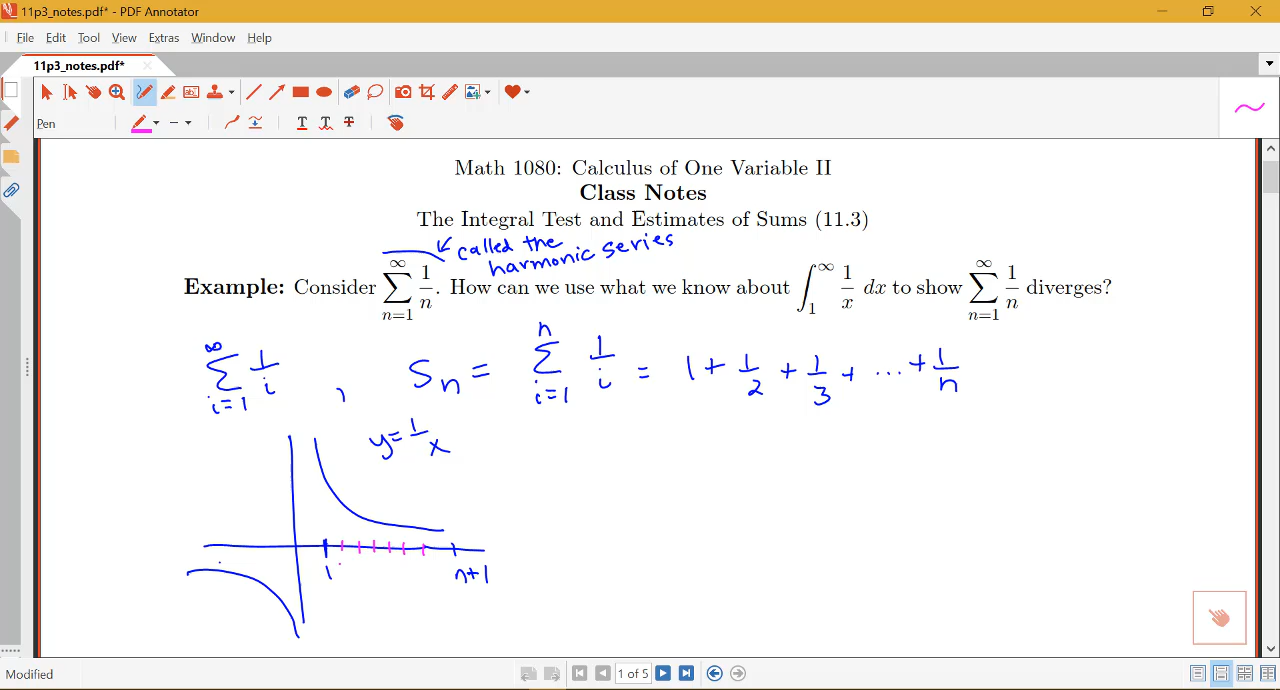 11p3_notes.pdf* - PDF Annotator
File Edit Tool View Extras Window Help
11p3_notes.pdf*
Pen
T T T
Math 1080: Calculus of One Variable II
Class Notes
The Integral Test and Estimates of Sums (11.3)
called the
harmonic series
Example: Consider ∑_{n=1}^{∞} 1/n. How can we use what we know about ∫_1^∞ 1/x dx to show ∑_{n=1}^{∞} 1/n diverges?
∑_{i=1}^{∞} 1/i , S_n = ∑_{i=1}^{n} 1/i = 1 + 1/2 + 1/3 + ... + 1/n
y = 1/x
1 n+1
Modified 1 of 5